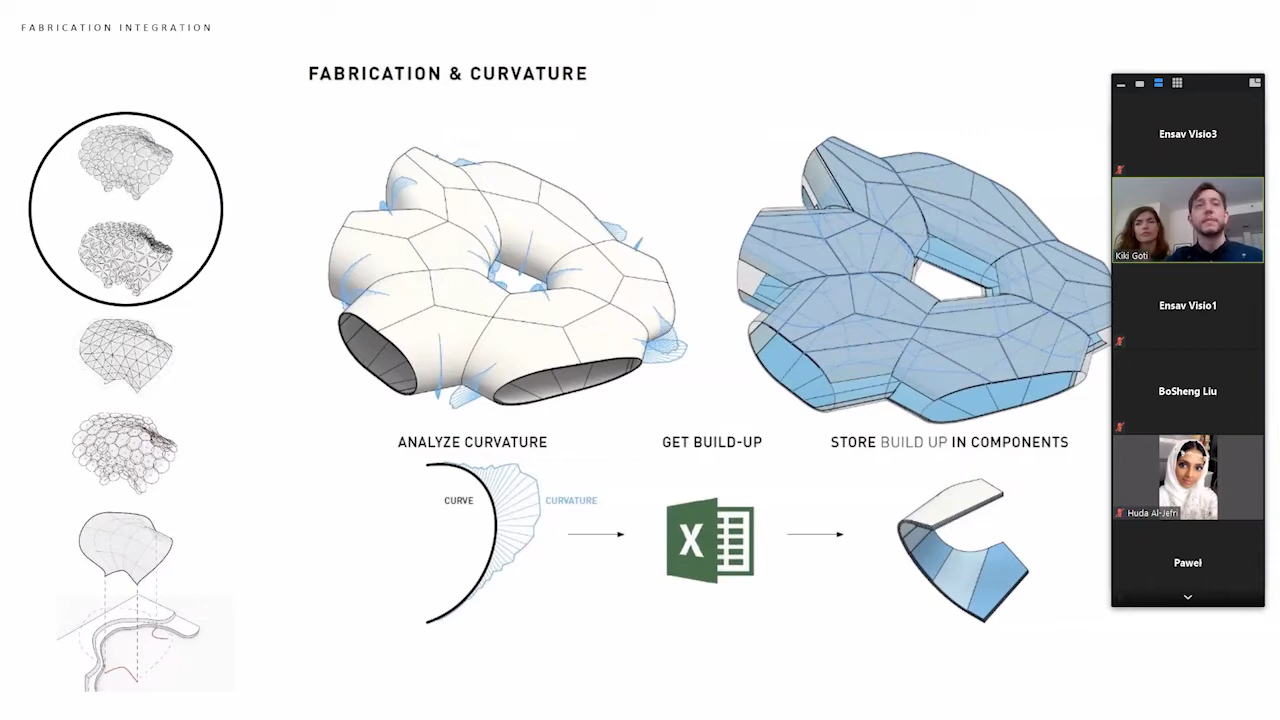 FABRICATION INTEGRATION
FABRICATION & CURVATURE
ANALYZE CURVATURE
GET BUILD-UP
STORE BUILD UP IN COMPONENTS
CURVE
CURVATURE
X
Ensav Visio3
Kiki Goti
Ensav Visio1
BoSheng Liu
Huda Al-Jefri
Paweł